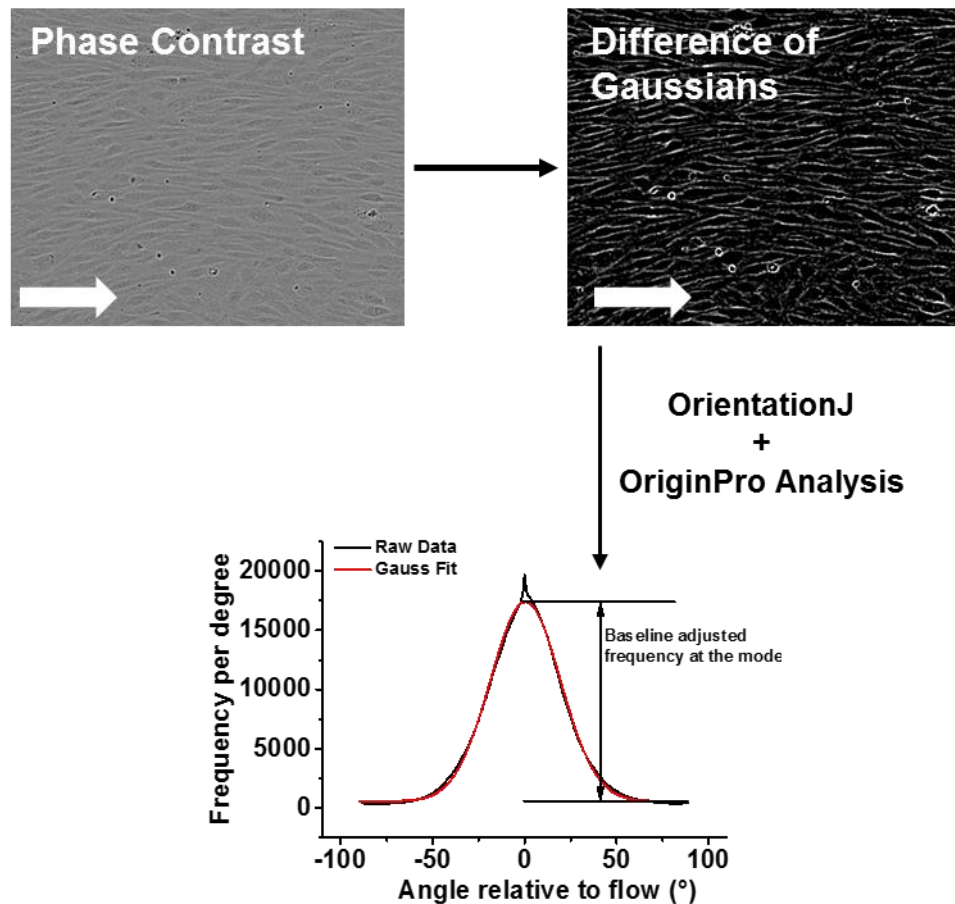 Phase Contrast
Difference of
Gaussians
OrientationJ
+
OriginPro Analysis
Raw Data
Gauss Fit
20000
15000
10000
5000
0
Frequency per degree
Baseline adjusted
frequency at the mode
-100
-50
0
50
100
Angle relative to flow (°)